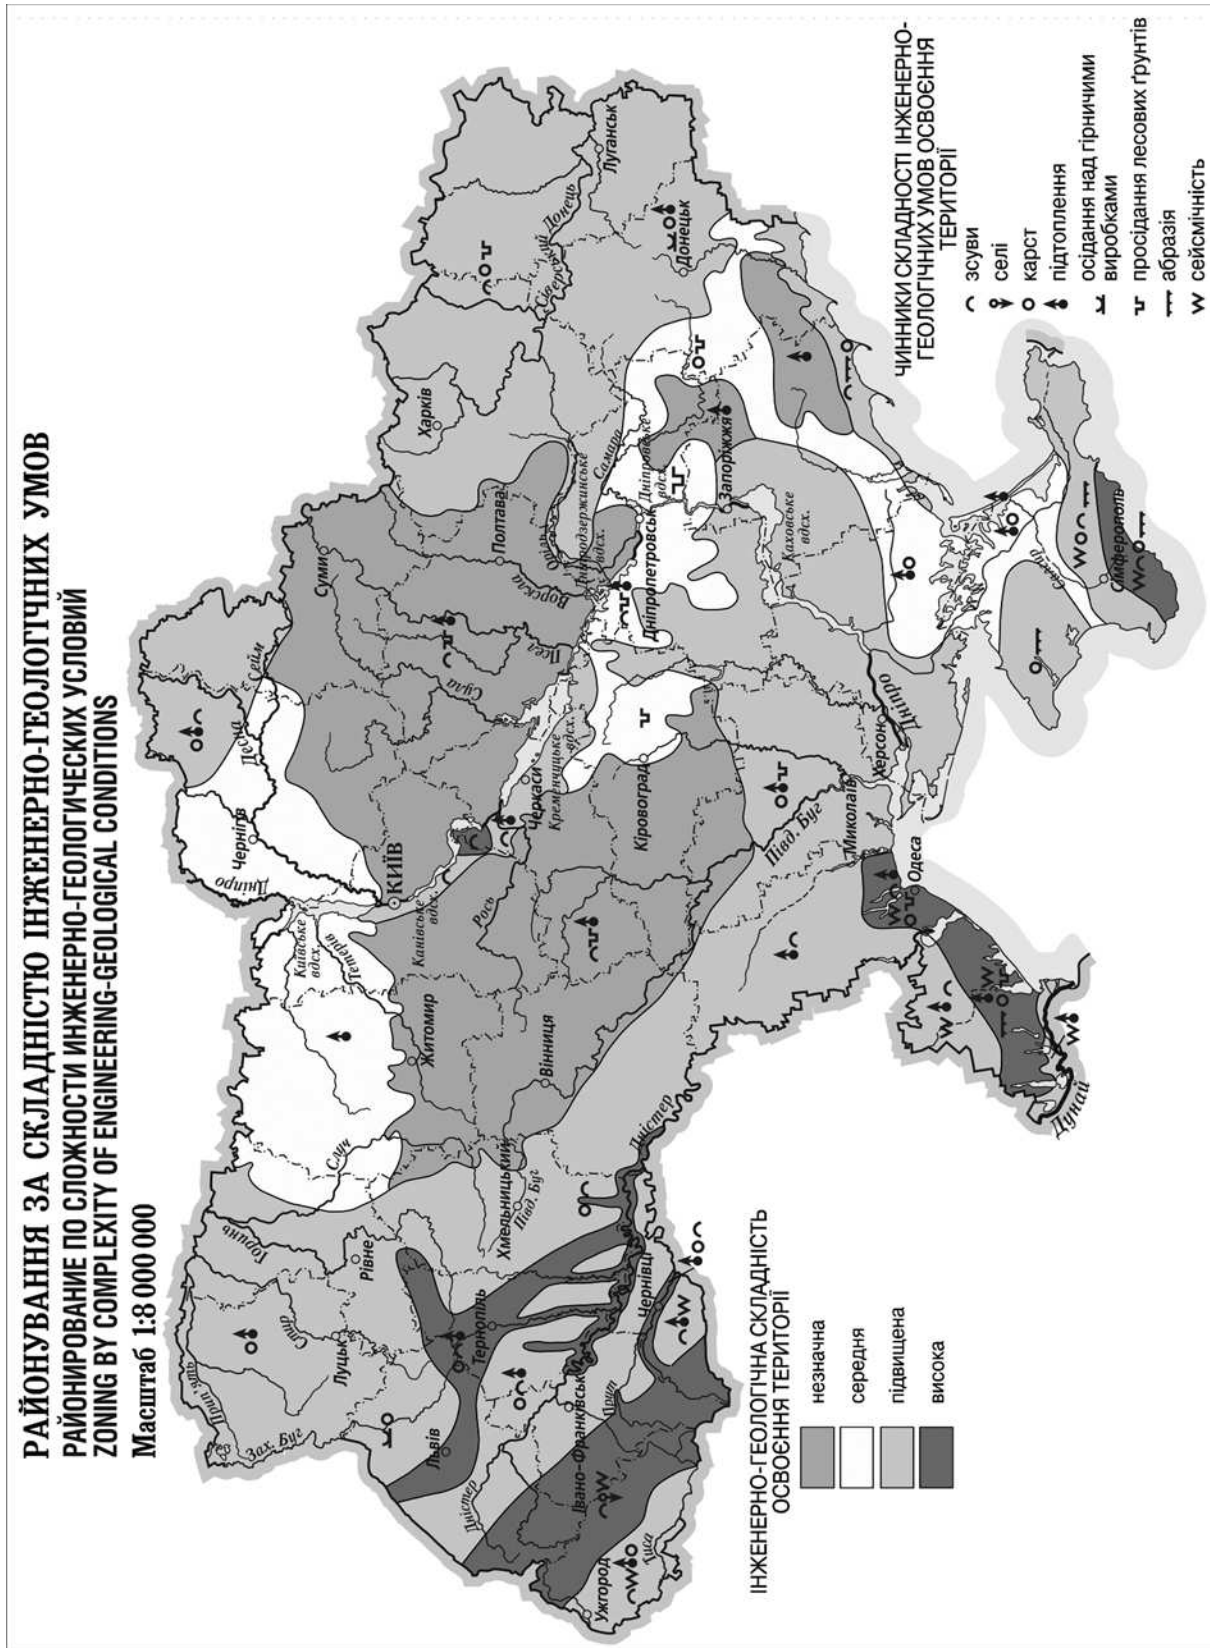 РАЙОНУВАННЯ ЗА СКЛАДНІСТЮ ІНЖЕНЕРНО-ГЕОЛОГІЧНИХ УМОВ
РАЙОНИРОВАНИЕ ПО СЛОЖНОСТИ ИНЖЕНЕРНО-ГЕОЛОГИЧЕСКИХ УСЛОВИЙ
ZONING BY COMPLEXITY OF ENGINEERING-GEOLOGICAL CONDITIONS
Масштаб 1:8 000 000
Прип'ять
Зах. Буг
Стир
Горинь
Случ
Луцьк
Рівне
Львів
Тернопіль
Хмельницький
Півд. Буг
Дністер
Івано-Франківськ
Прут
Чернівці
Дністер
Ужгород
Тиса
Київське
вдсх.
Тетерів
Житомир
Вінниця
Дніпро
Чернігів
Десна
Сейм
КИЇВ
Канівське
вдсх.
Рось
Черкаси
Кременчуцьке
вдсх.
Кіровоград
Півд. Буг
Миколаїв
Одеса
Дунай
Херсон
Дніпро
Суми
Сула
Псел
Ворскла
Полтава
Оріль
Дніпродзержинське
вдсх.
Дніпропетровськ
Самара
Дніпровське
вдсх.
Запоріжжя
Каховське
вдсх.
Харків
Сіверський Донець
Луганськ
Донецьк
Салгир
Сімферополь
ІНЖЕНЕРНО-ГЕОЛОГІЧНА СКЛАДНІСТЬ
ОСВОЄННЯ ТЕРИТОРІЇ
незначна
середня
підвищена
висока
ЧИННИКИ СКЛАДНОСТІ ІНЖЕНЕРНО-
ГЕОЛОГІЧНИХ УМОВ ОСВОЄННЯ
ТЕРИТОРІЇ
зсуви
селі
карст
підтоплення
осідання над гірничими
виробками
просідання лесових ґрунтів
абразія
сейсмічність